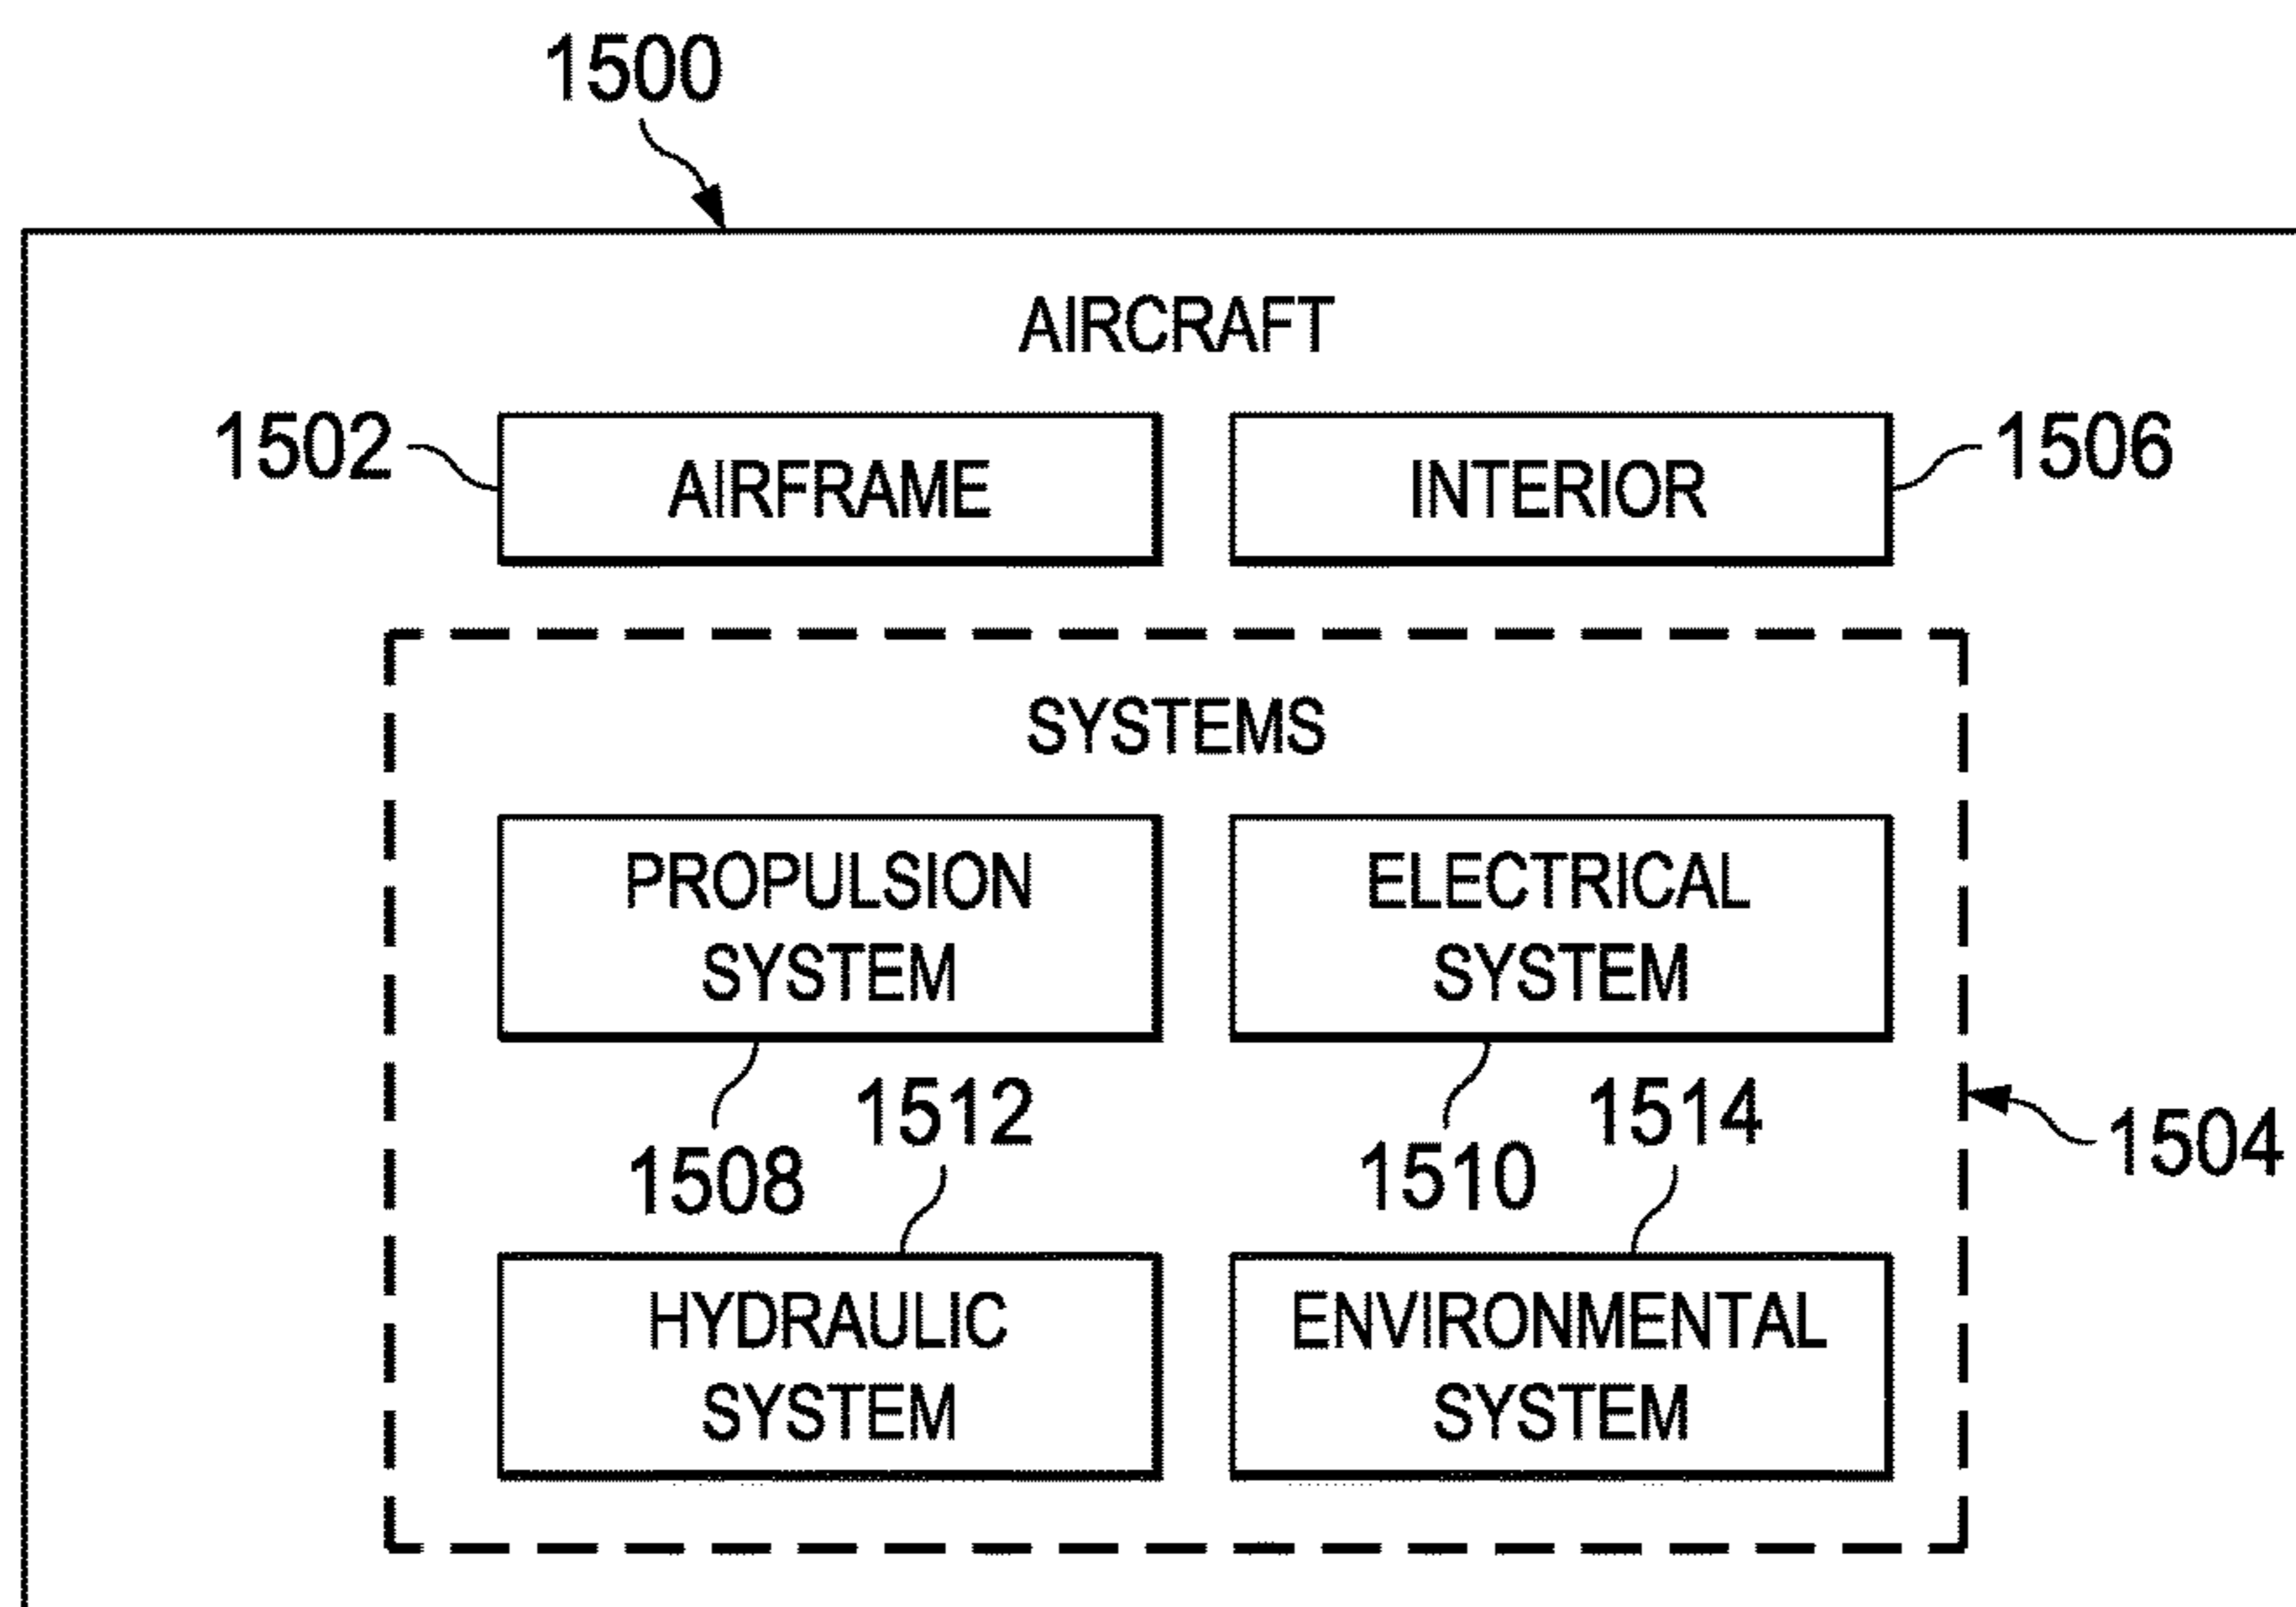 1500
AIRCRAFT
1502
AIRFRAME
INTERIOR
1506
SYSTEMS
PROPULSION
SYSTEM
ELECTRICAL
SYSTEM
1508
1512
1510
1514
1504
HYDRAULIC
SYSTEM
ENVIRONMENTAL
SYSTEM